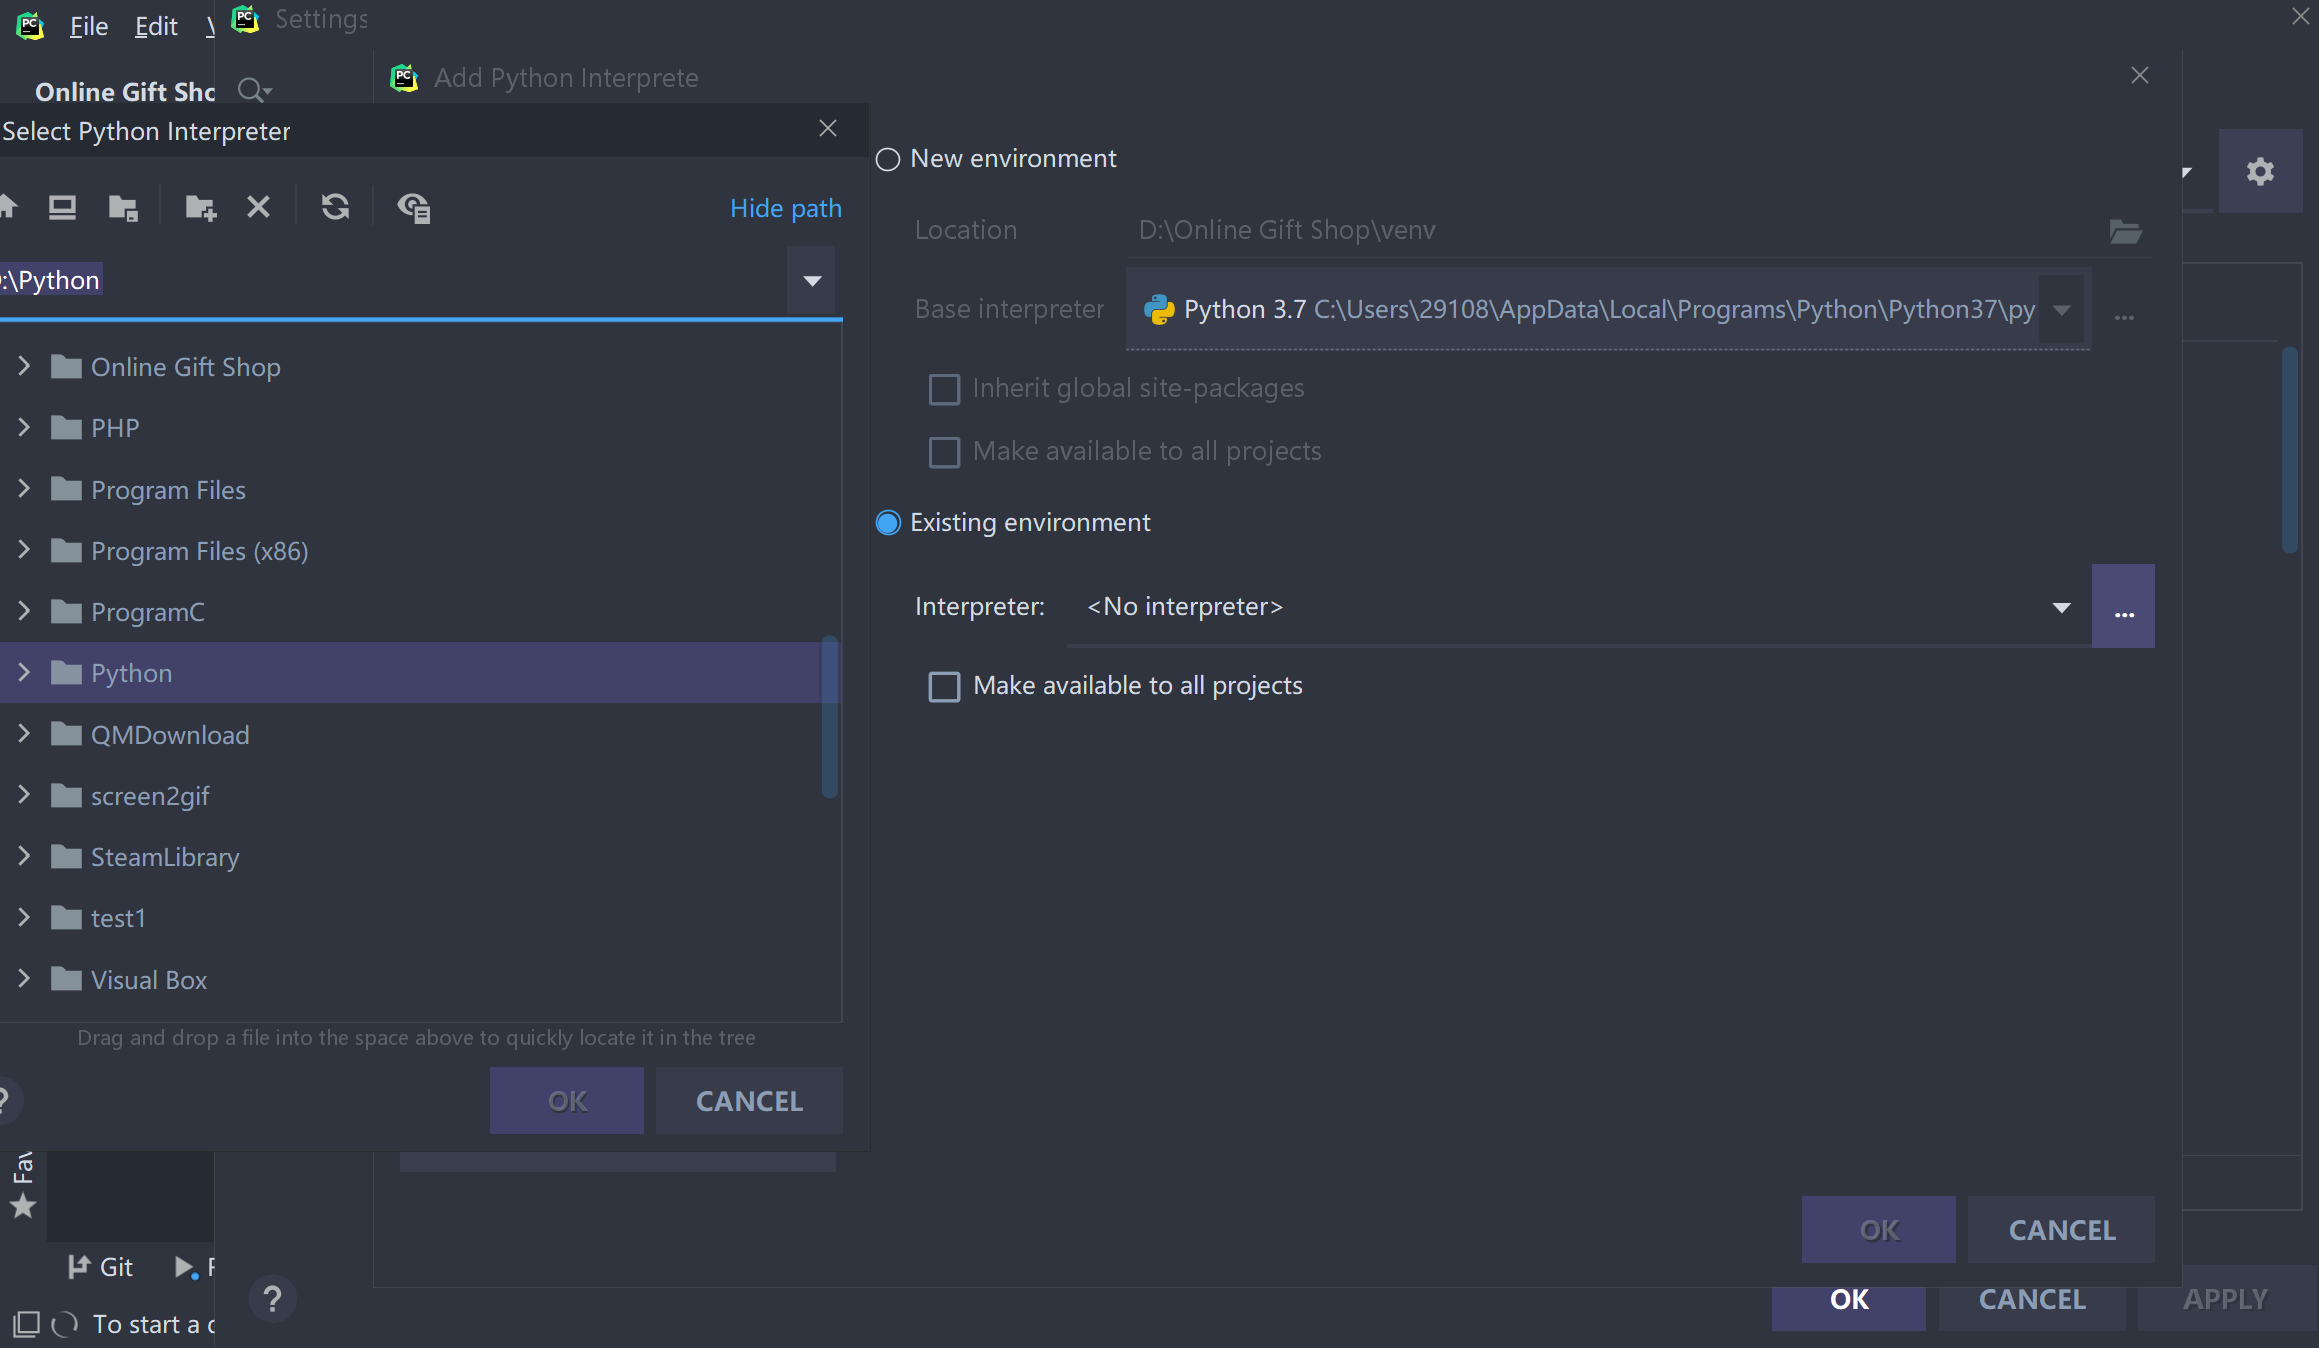 File Edit
Settings
Online Gift Sho
Add Python Interprete
Select Python Interpreter
Hide path
:\Python
Online Gift Shop
PHP
Program Files
Program Files (x86)
ProgramC
Python
QMDownload
screen2gif
SteamLibrary
test1
Visual Box
Drag and drop a file into the space above to quickly locate it in the tree
?
OK CANCEL
New environment
Location D:\Online Gift Shop\venv
Base interpreter Python 3.7 C:\Users\29108\AppData\Local\Programs\Python\Python37\py ...
Inherit global site-packages
Make available to all projects
Existing environment
Interpreter: <No interpreter> ...
Make available to all projects
OK CANCEL
Fav
Git
?
OK CANCEL APPLY
To start a